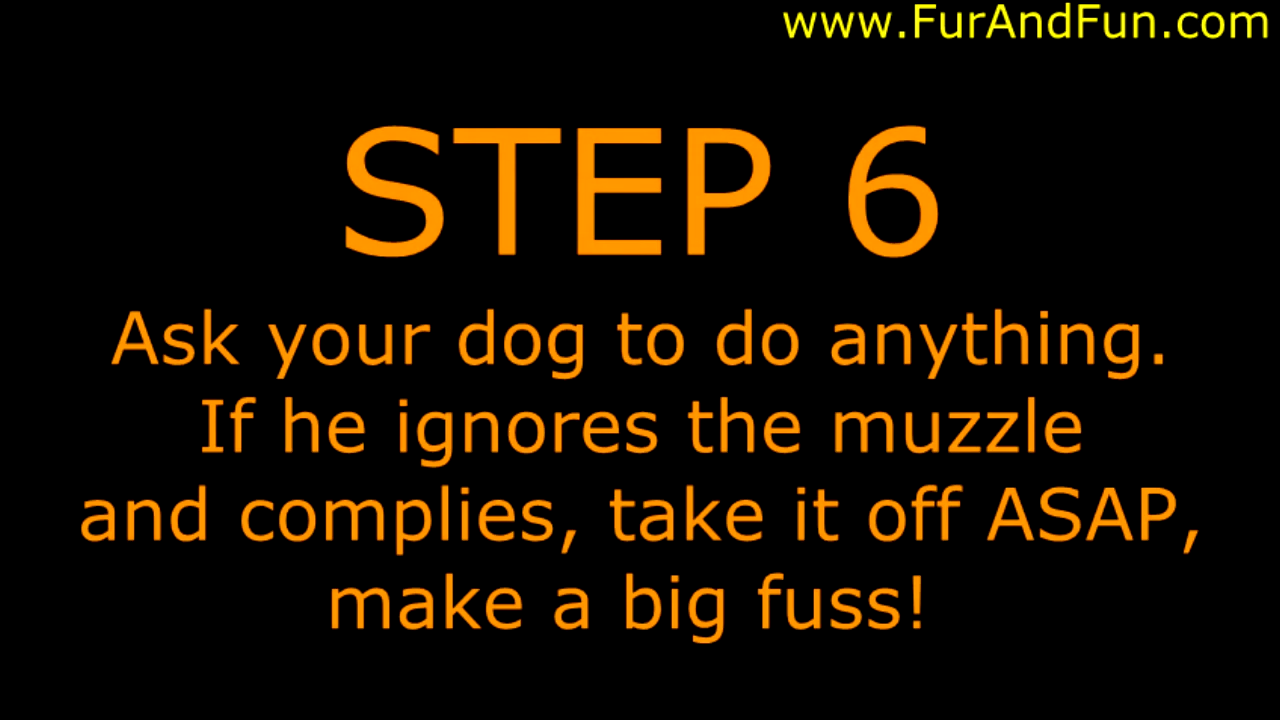 www.FurAndFun.com
STEP 6
Ask your dog to do anything.
If he ignores the muzzle
and complies, take it off ASAP,
make a big fuss!